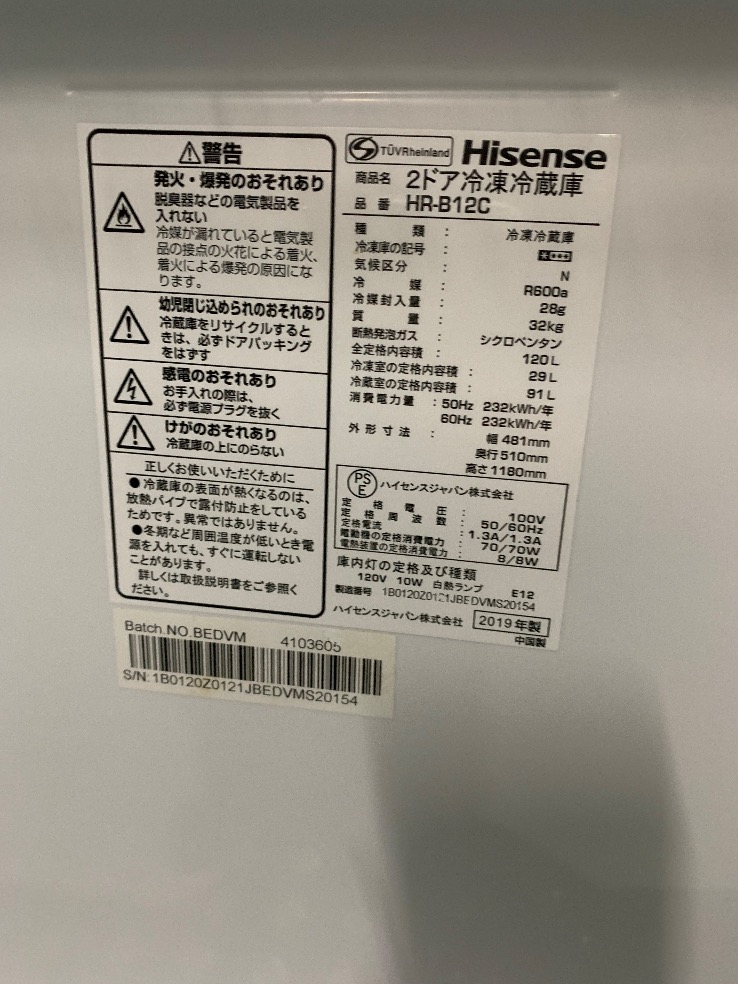 警告
発火・爆発のおそれあり
脱臭器などの電気製品を
入れない
冷媒が漏れていると電気製
品の接点の火花による着火、
着火による爆発の原因にな
ります。
幼児閉じ込められのおそれあり
冷蔵庫をリサイクルすると
きは、必ずドアパッキング
をはずす
感電のおそれあり
お手入れの際は、
必ず電源プラグを抜く
けがのおそれあり
冷蔵庫の上にのらない
正しくお使いいただくために
●冷蔵庫の表面が熱くなるのは、
放熱パイプで露付防止をしている
ためです。異常ではありません。
●冬期など周囲温度が低いとき電
源を入れても、すぐに運転しない
ことがあります。
詳しくは取扱説明書をご参照く
ださい。
TÜVRheinland Hisense
商品名 2ドア冷凍冷蔵庫
品番 HR-B12C
種類: 冷凍冷蔵庫
冷凍庫の記号:
気候区分: N
冷媒: R600a
冷媒封入量: 28g
質量: 32kg
断熱発泡ガス: シクロペンタン
全定格内容積: 120L
冷凍室の定格内容積: 29L
冷蔵室の定格内容積: 91L
消費電力量:50Hz 232kWh/年
60Hz 232kWh/年
外形寸法: 幅 481mm
奥行510mm
高さ1180mm
PSE ハイセンスジャパン株式会社
定格電圧: 100V
定格周波数: 50/60Hz
定格電流: 1.3A/1.3A
電動機の定格消費電力: 70/70W
電熱装置の定格消費電力: 8/8W
庫内灯の定格及び種類
120V 10W 白熱ランプ E12
製造番号 1B0120Z0121JBEDVMS20154
ハイセンスジャパン株式会社 2019年製
中国製
Batch.NO.BEDVM 4103605
S/N:1B0120Z0121JBEDVMS20154